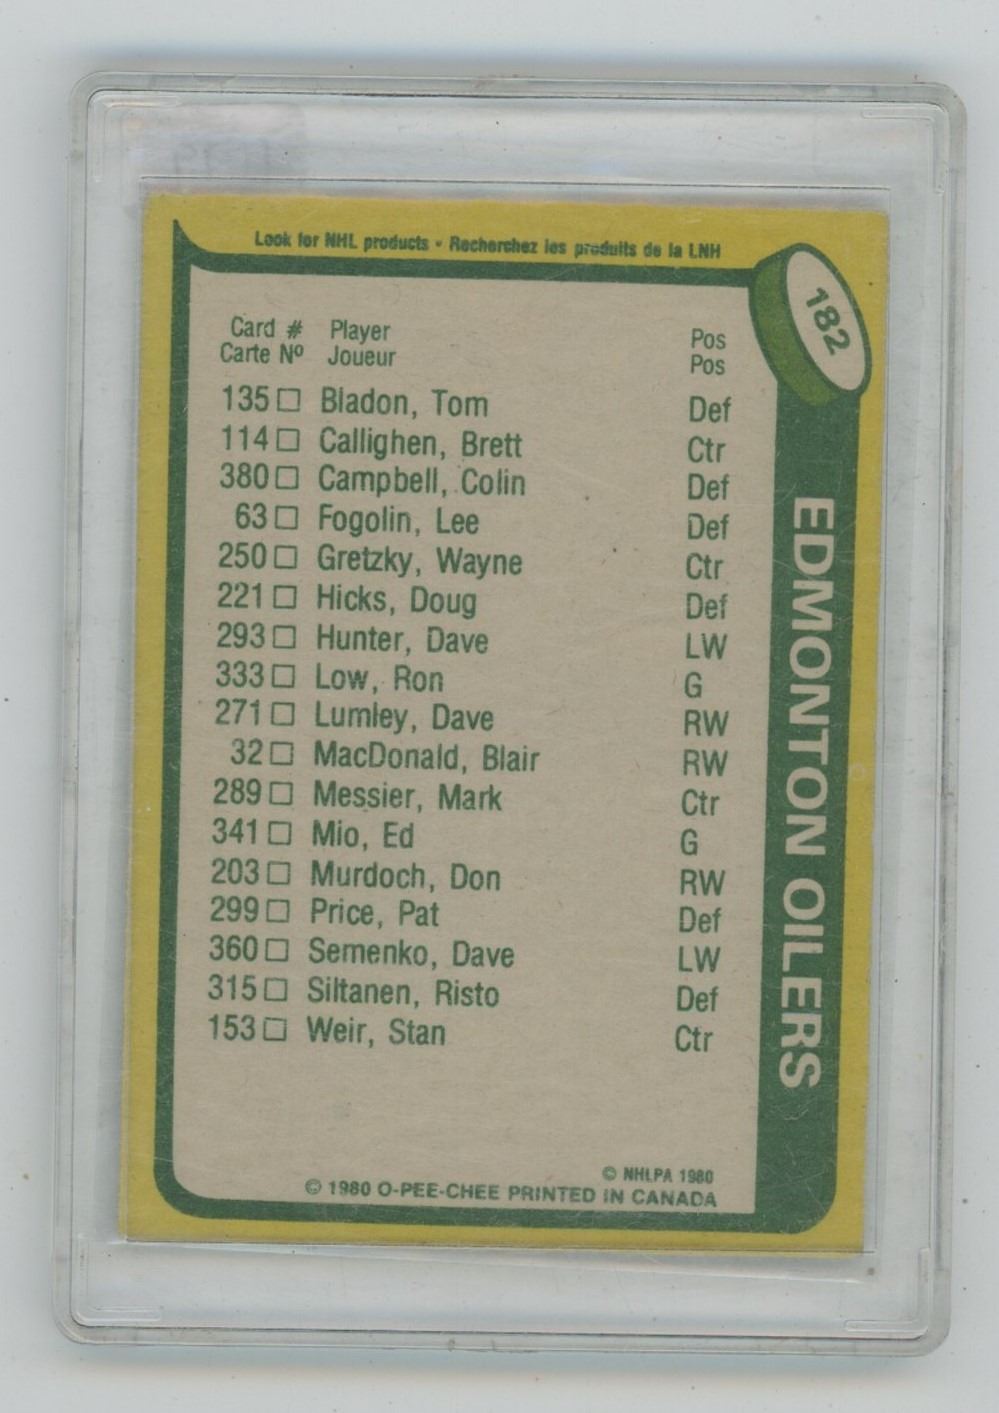 Look for NHL products • Recherchez les produits de la LNH
182
Card # Player Pos
Carte Nº Joueur Pos
135 □ Bladon, Tom Def
114 □ Callighen, Brett Ctr
380 □ Campbell, Colin Def
63 □ Fogolin, Lee Def
250 □ Gretzky, Wayne Ctr
221 □ Hicks, Doug Def
293 □ Hunter, Dave LW
333 □ Low, Ron G
271 □ Lumley, Dave RW
32 □ MacDonald, Blair RW
289 □ Messier, Mark Ctr
341 □ Mio, Ed G
203 □ Murdoch, Don RW
299 □ Price, Pat Def
360 □ Semenko, Dave LW
315 □ Siltanen, Risto Def
153 □ Weir, Stan Ctr
EDMONTON OILERS
© NHLPA 1980
© 1980 O-PEE-CHEE PRINTED IN CANADA